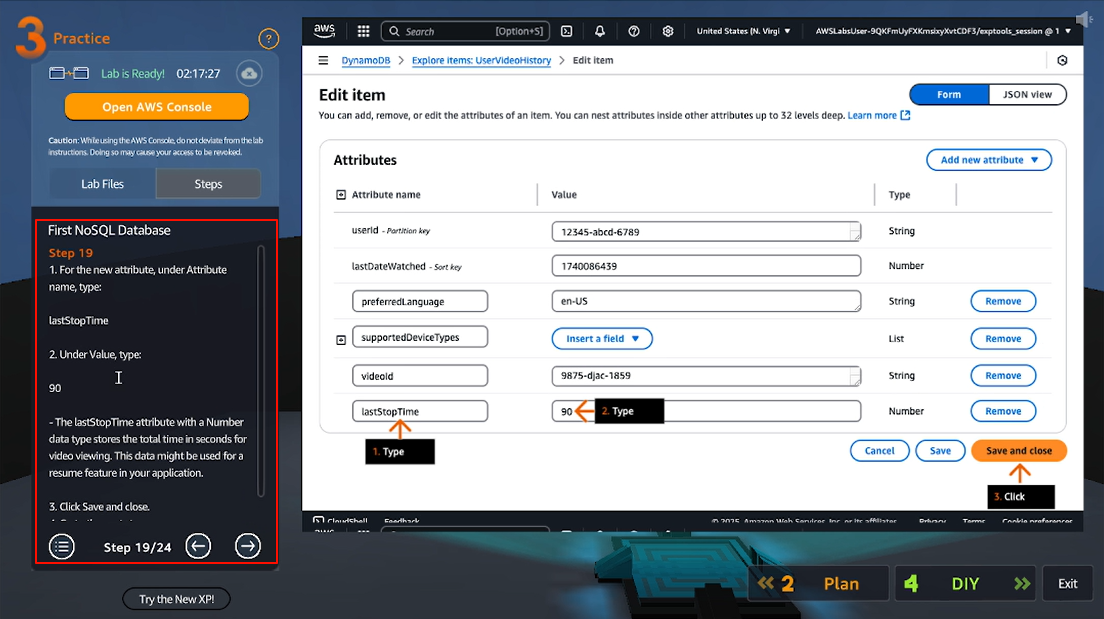 3 Practice
?
Lab is Ready! 02:17:27
Open AWS Console
Caution: While using the AWS Console, do not deviate from the lab
instructions. Doing so may cause your access to be revoked.
Lab Files Steps
First NoSQL Database
Step 19
1. For the new attribute, under Attribute
name, type:
lastStopTime
2. Under Value, type:
90
- The lastStopTime attribute with a Number
data type stores the total time in seconds for
video viewing. This data might be used for a
resume feature in your application.
3. Click Save and close.
Step 19/24
Try the New XP!
aws Search [Option+S] United States (N. Virgi AWSLabsUser-9QKFmUyFXKmsixyXvtCDF3/exptools_session @ 1
DynamoDB > Explore items: UserVideoHistory > Edit item
Edit item
Form JSON view
You can add, remove, or edit the attributes of an item. You can nest attributes inside other attributes up to 32 levels deep. Learn more
Attributes
Add new attribute
Attribute name Value Type
userId - Partition key 12345-abcd-6789 String
lastDateWatched - Sort key 1740086439 Number
preferredLanguage en-US String Remove
supportedDeviceTypes Insert a field List Remove
videoId 9875-djac-1859 String Remove
lastStopTime 90 2. Type Number Remove
1. Type
Cancel Save Save and close
3. Click
CloudShell Feedback © 2025, Amazon Web Services, Inc. or its affiliates. Privacy Terms Cookie preferences
« 2 Plan
4 DIY »
Exit